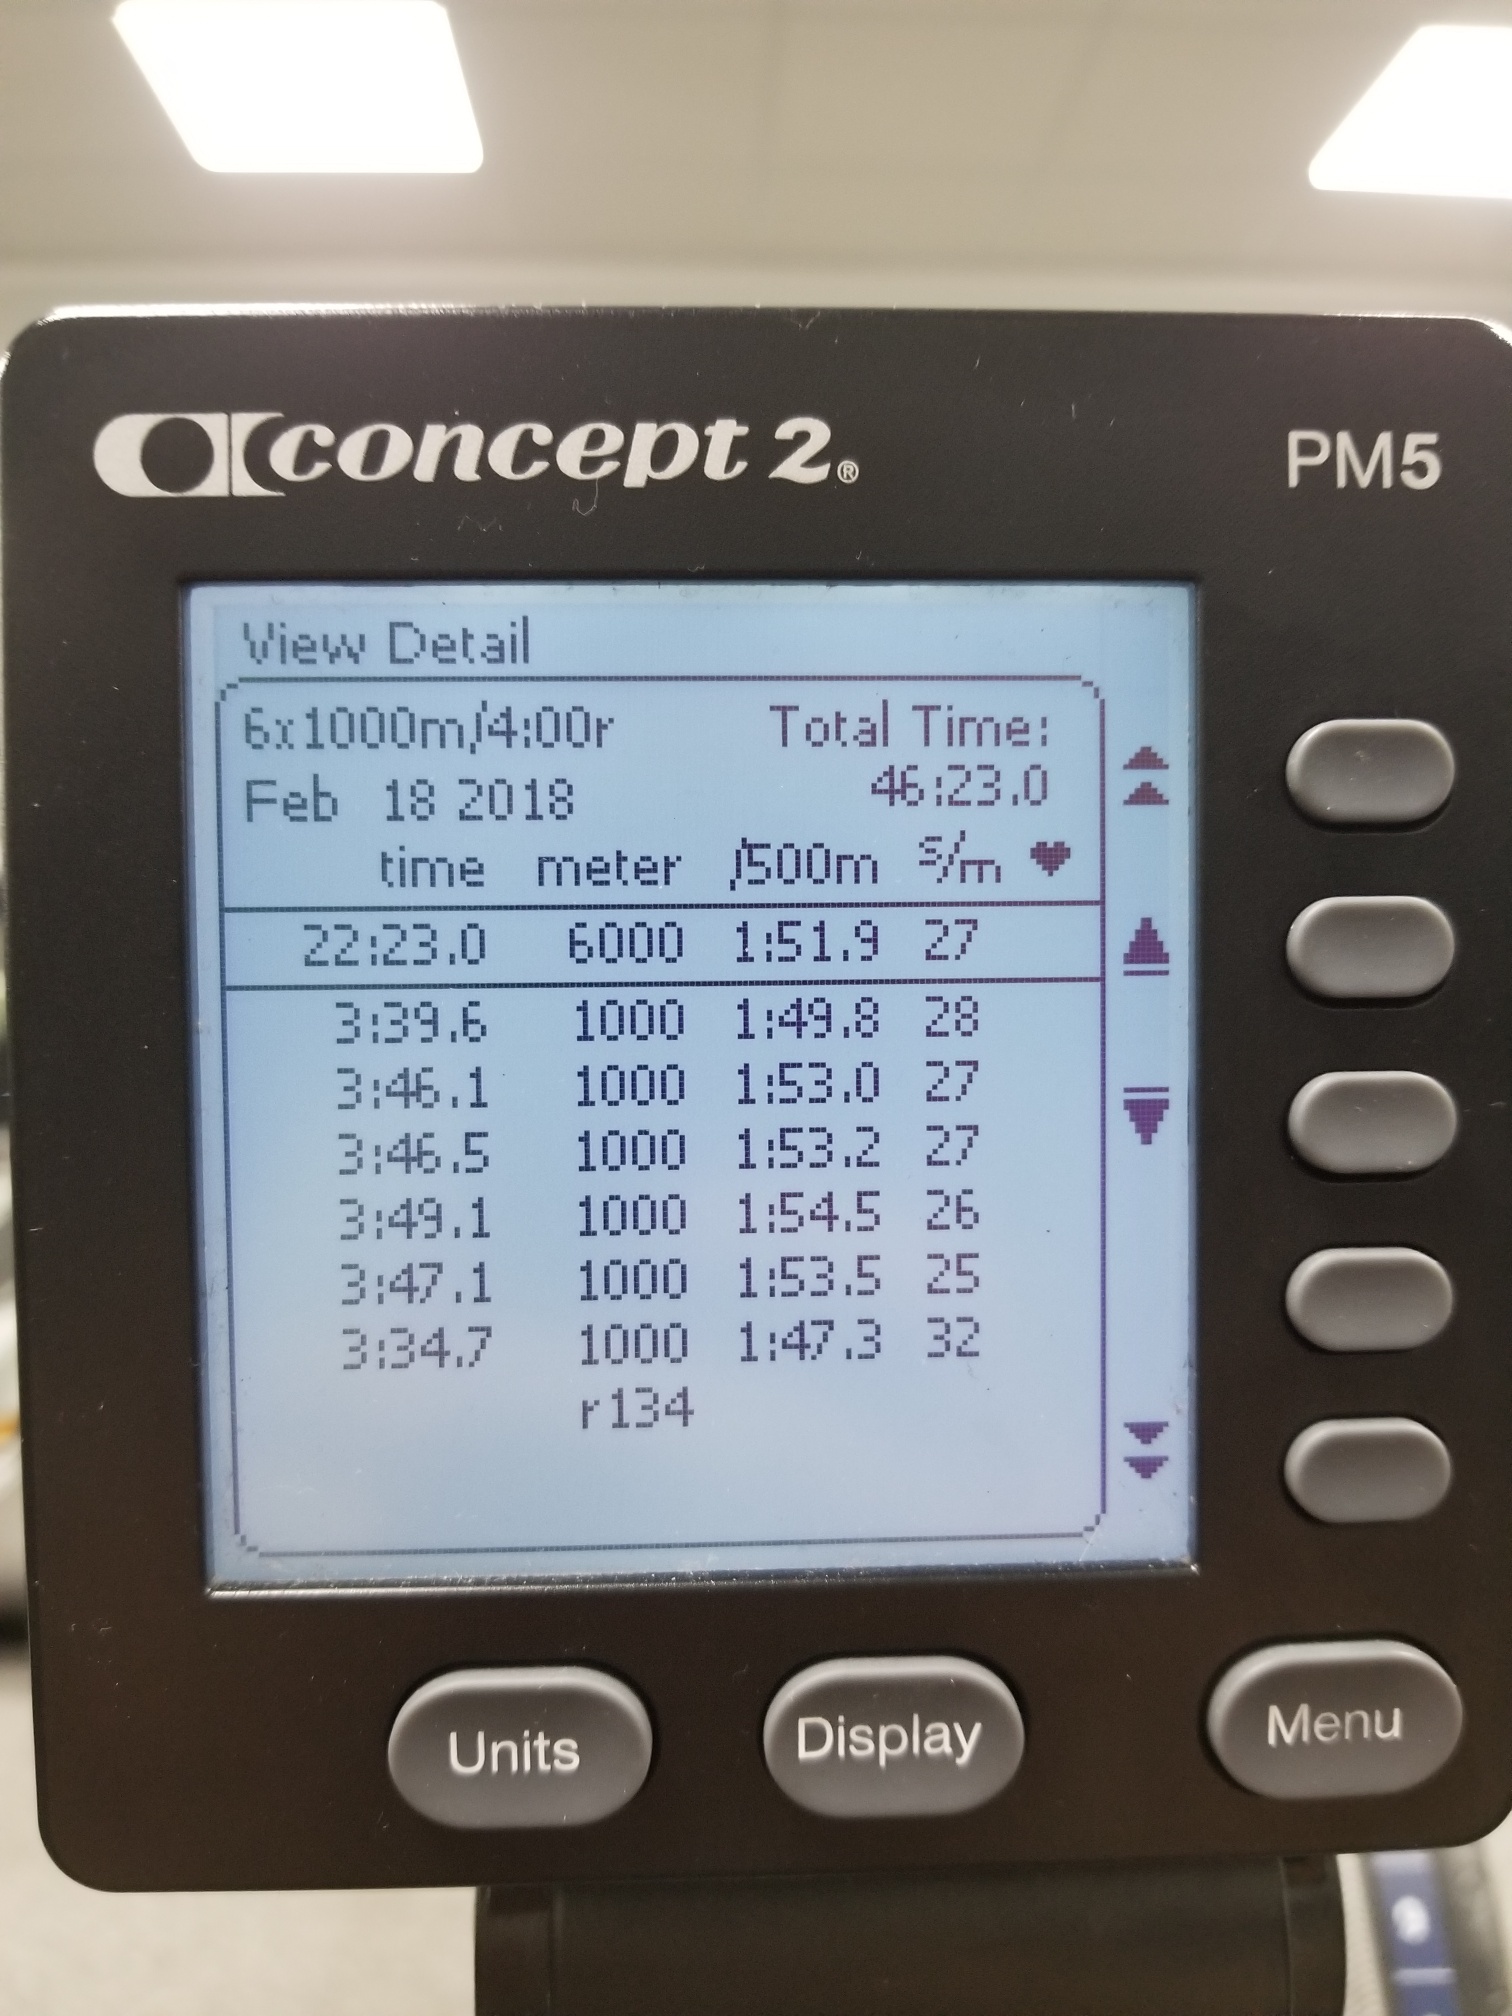 concept 2® PM5
View Detail
6x1000m/4:00r Total Time:
Feb 18 2018 46:23.0
time meter /500m s/m ♥
22:23.0 6000 1:51.9 27
3:39.6 1000 1:49.8 28
3:46.1 1000 1:53.0 27
3:46.5 1000 1:53.2 27
3:49.1 1000 1:54.5 26
3:47.1 1000 1:53.5 25
3:34.7 1000 1:47.3 32
r134
Units Display Menu